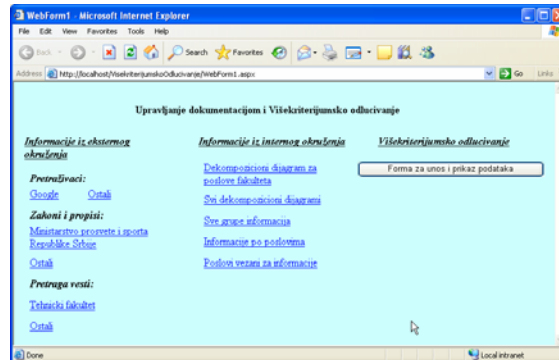 WebForm1 - Microsoft Internet Explorer
File Edit View Favorites Tools Help
Back Search Favorites
Address http://localhost/VisekriterijumskoOdlucivanje/WebForm1.aspx Go Links
Upravljanje dokumentacijom i Višekriterijumsko odlucivanje
Informacije iz eksternog okruženja
Pretraživaci:
Google Ostali
Zakoni i propisi:
Ministarstvo prosvete i sporta
Republike Srbije
Ostali
Pretraga vesti:
Tehnicki fakultet
Ostali
Informacije iz internog okruženja
Dekompozicioni dijagram za
poslove fakulteta
Svi dekompozicioni dijagrami
Sve grupe informacija
Informacije po poslovima
Poslovi vezani za informacije
Višekriterijumsko odlucivanje
Forma za unos i prikaz podataka
Done Local intranet